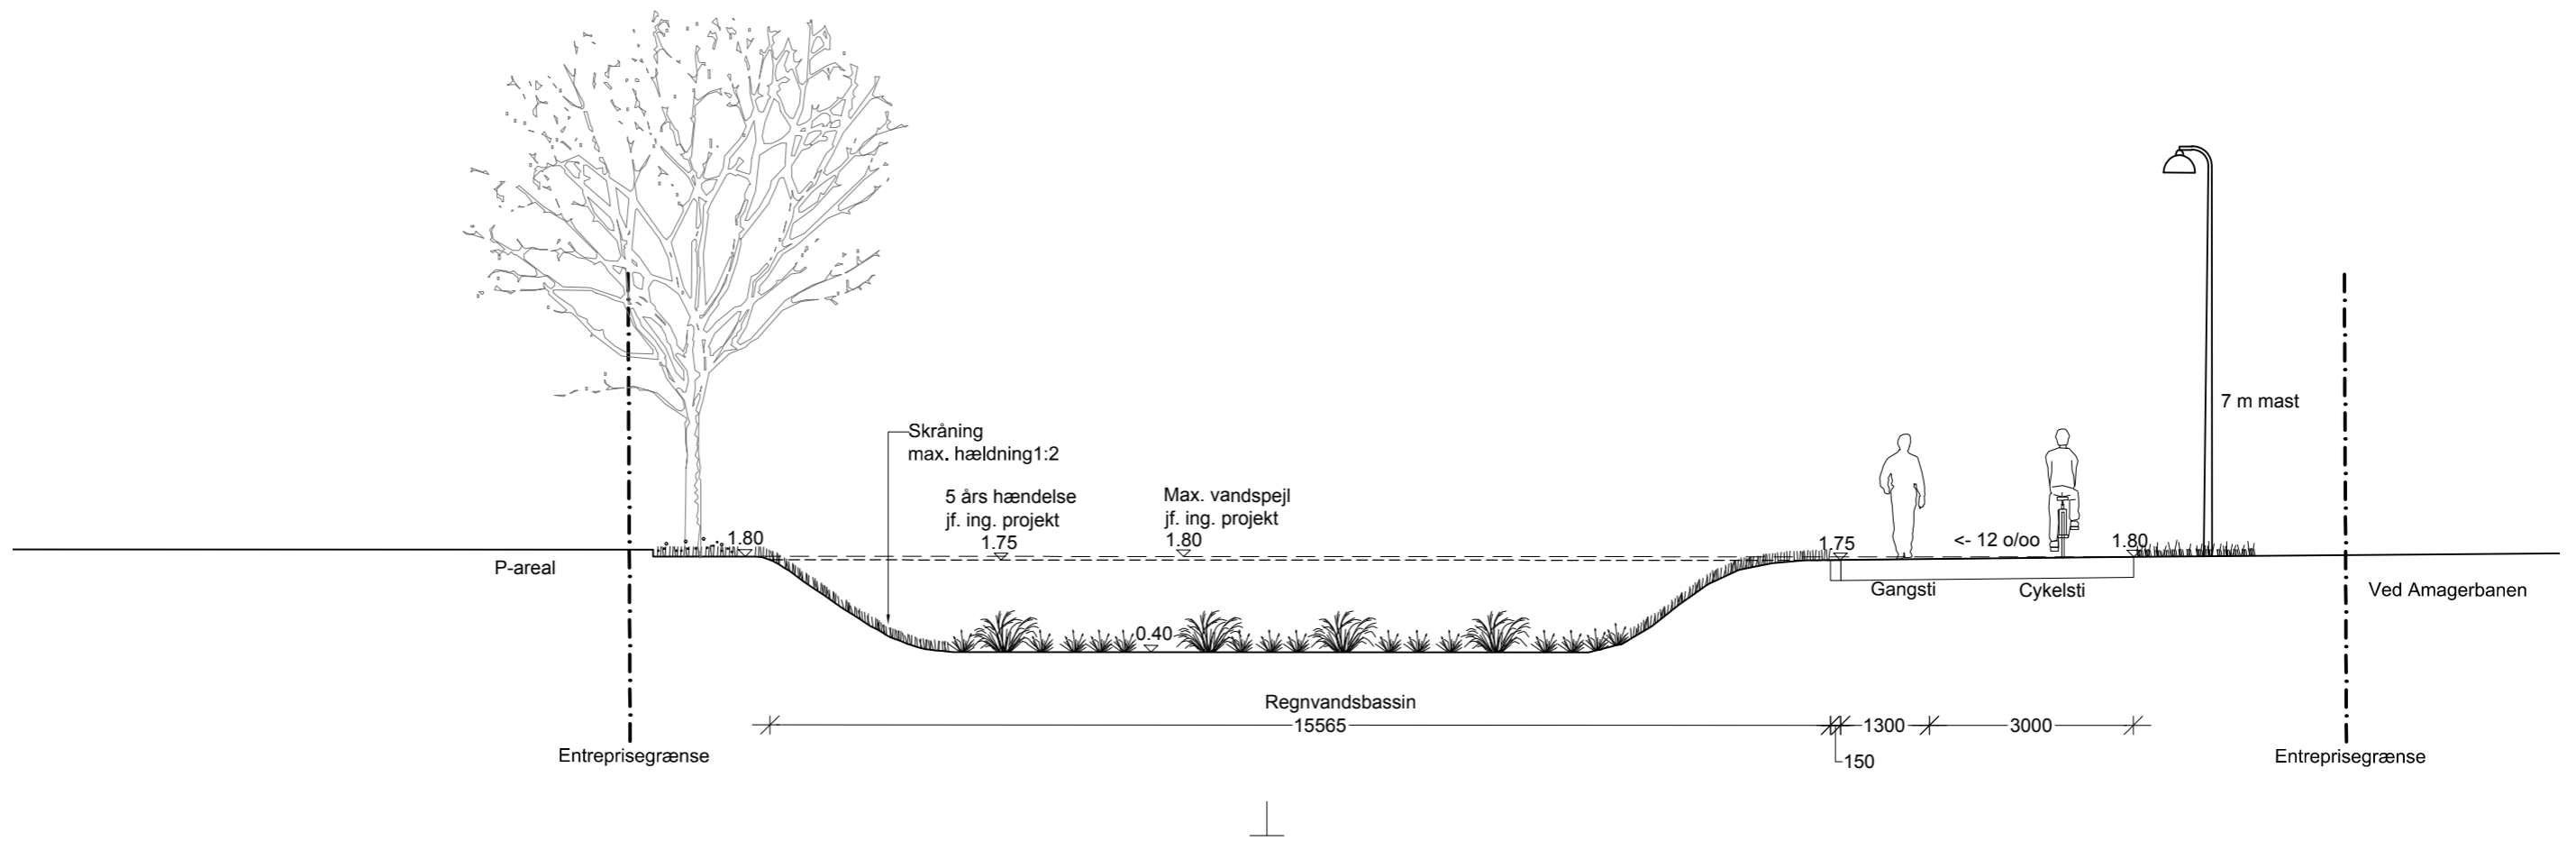 7 m mast
Skråning
max. hældning1:2
5 års hændelse
jf. ing. projekt
1.75
Max. vandspejl
jf. ing. projekt
1.80
1.80
1.75
<- 12 o/oo
1.80
P-areal
Gangsti
Cykelsti
Ved Amagerbanen
0.40
Regnvandsbassin
15565
1300
3000
150
Entreprisegrænse
Entreprisegrænse